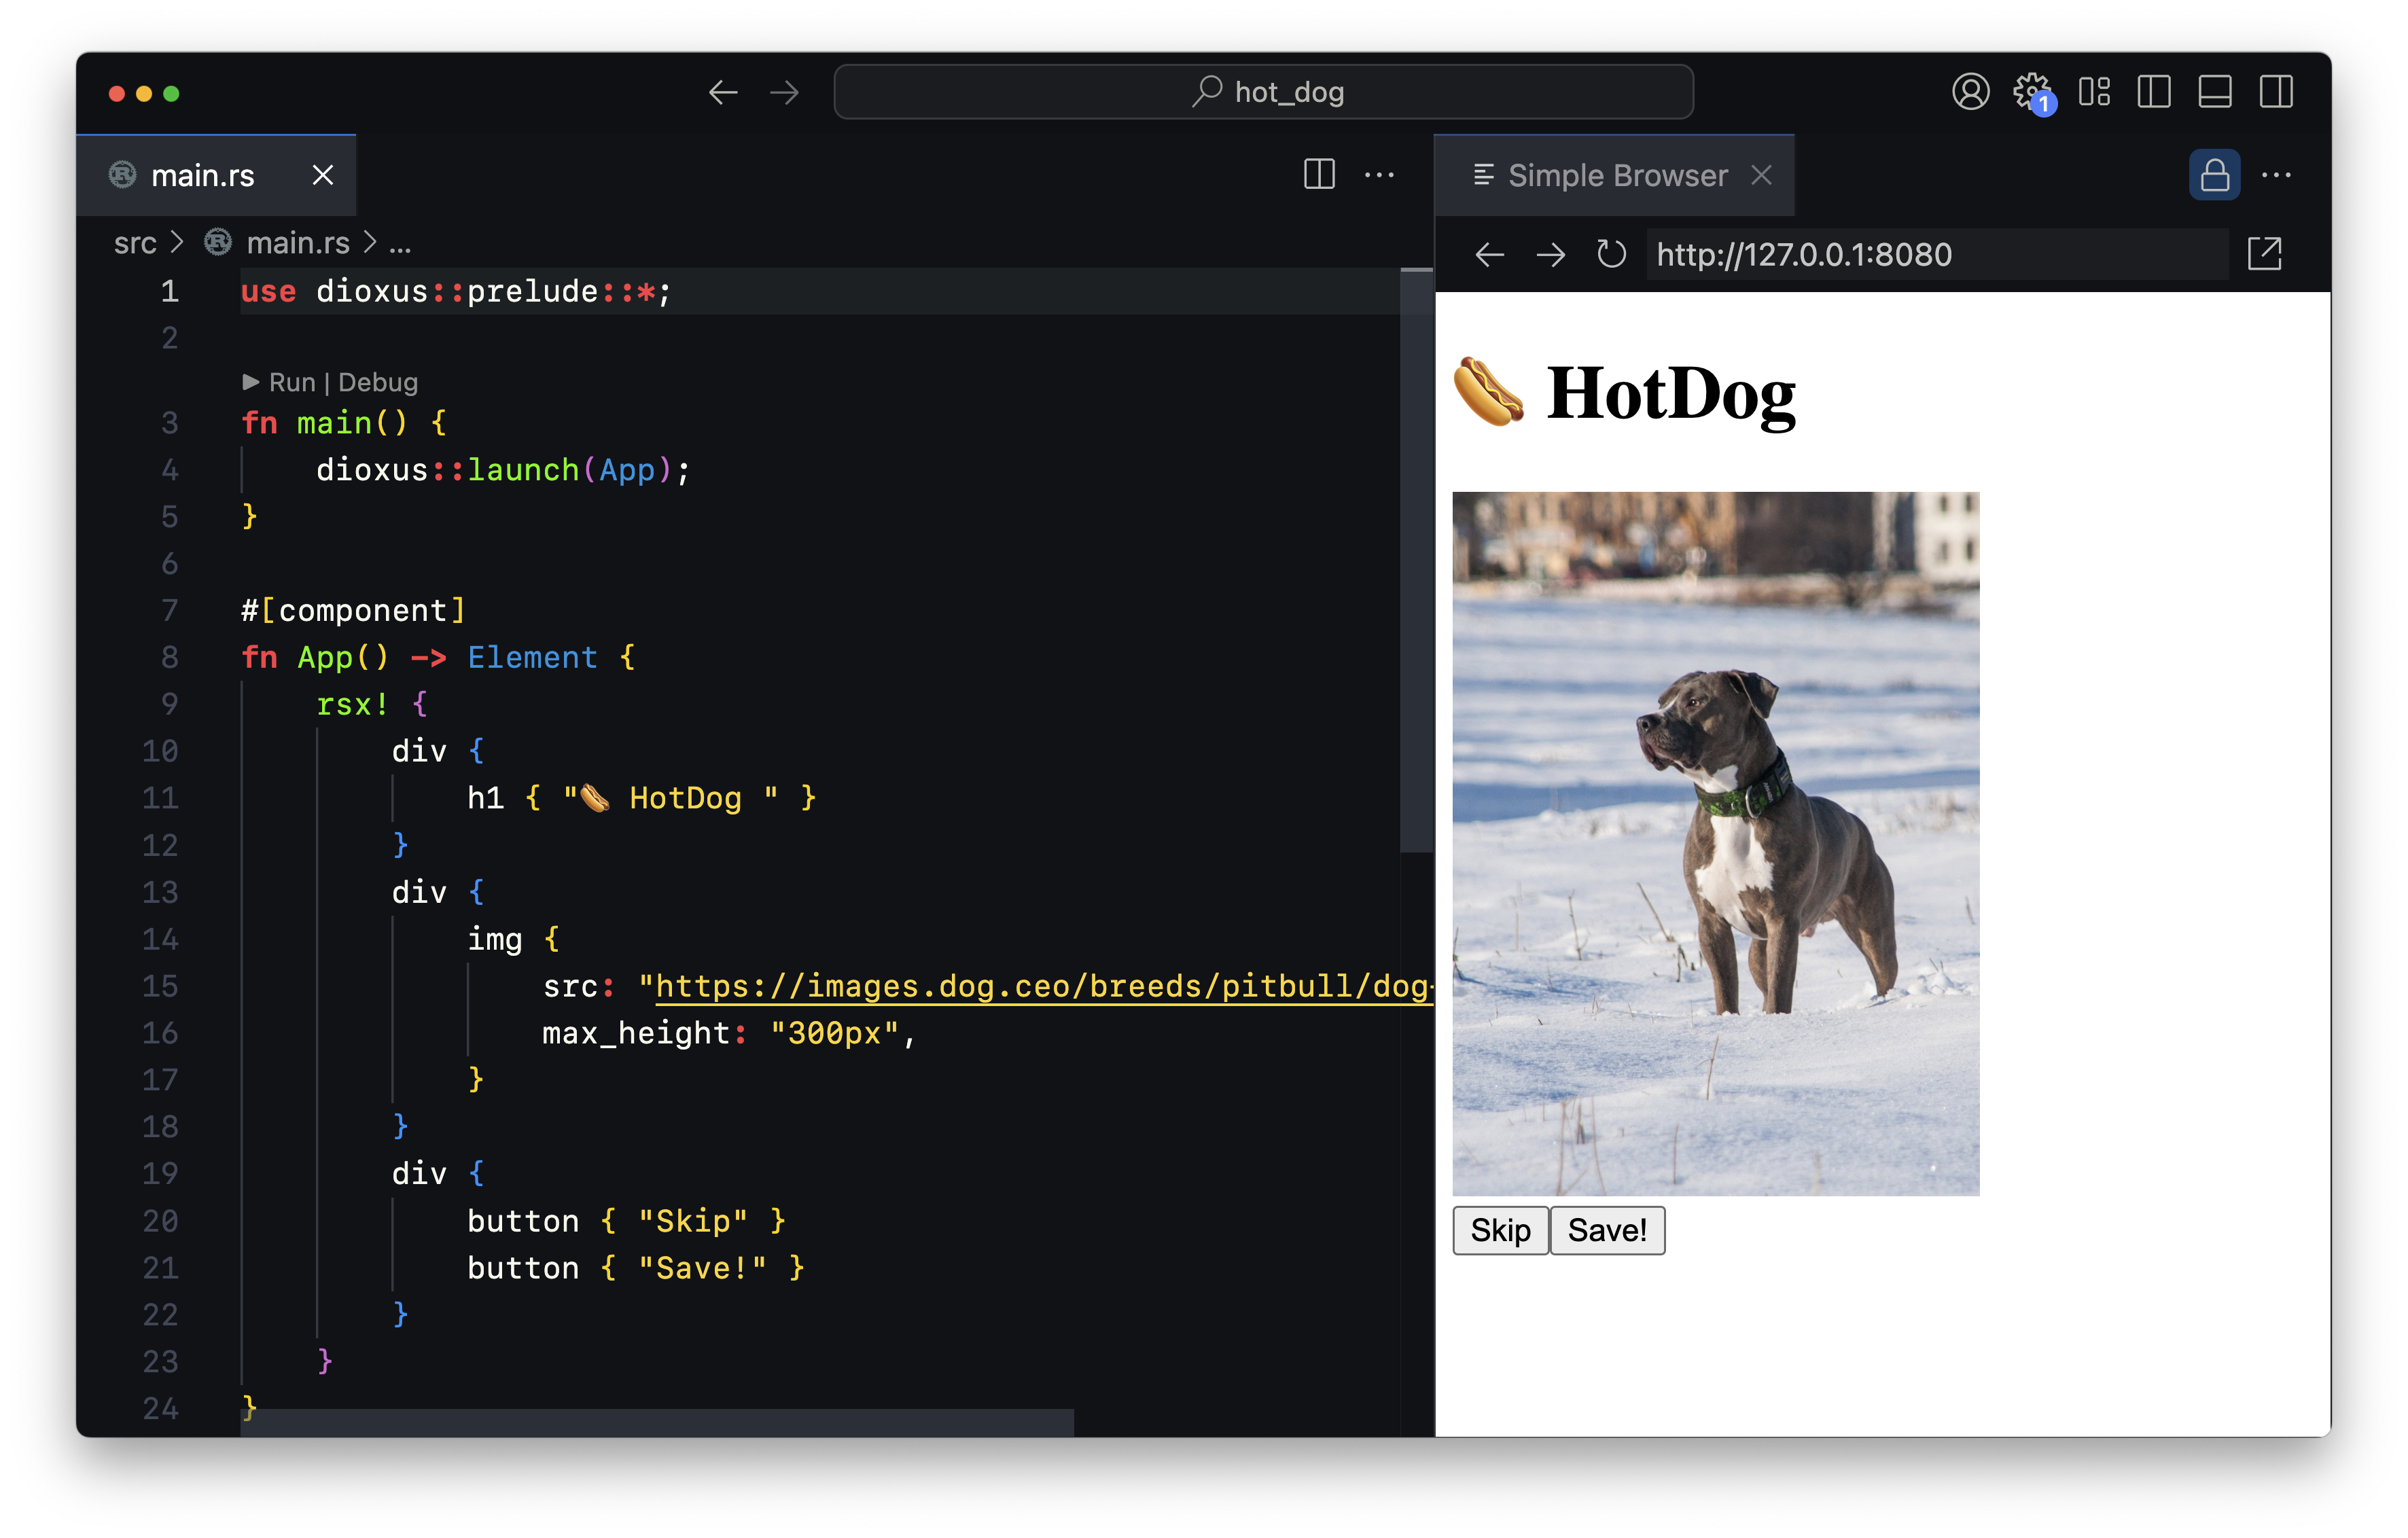 hot_dog
1
main.rs
src > main.rs > ...
1 use dioxus::prelude::*;
2
Run | Debug
3 fn main() {
4     dioxus::launch(App);
5 }
6
7 #[component]
8 fn App() -> Element {
9     rsx! {
10         div {
11             h1 { "🌭 HotDog " }
12         }
13         div {
14             img {
15                 src: "https://images.dog.ceo/breeds/pitbull/dog-
16                 max_height: "300px",
17             }
18         }
19         div {
20             button { "Skip" }
21             button { "Save!" }
22         }
23     }
24 }
Simple Browser
http://127.0.0.1:8080
🌭 HotDog
Skip Save!